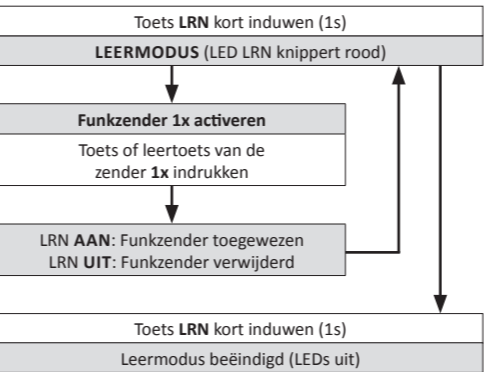 Toets LRN kort induwen (1s)
LEERMODUS (LED LRN knippert rood)
Funkzender 1x activeren
Toets of leertoets van de
zender 1x indrukken
LRN AAN: Funkzender toegewezen
LRN UIT: Funkzender verwijderd
Toets LRN kort induwen (1s)
Leermodus beëindigd (LEDs uit)